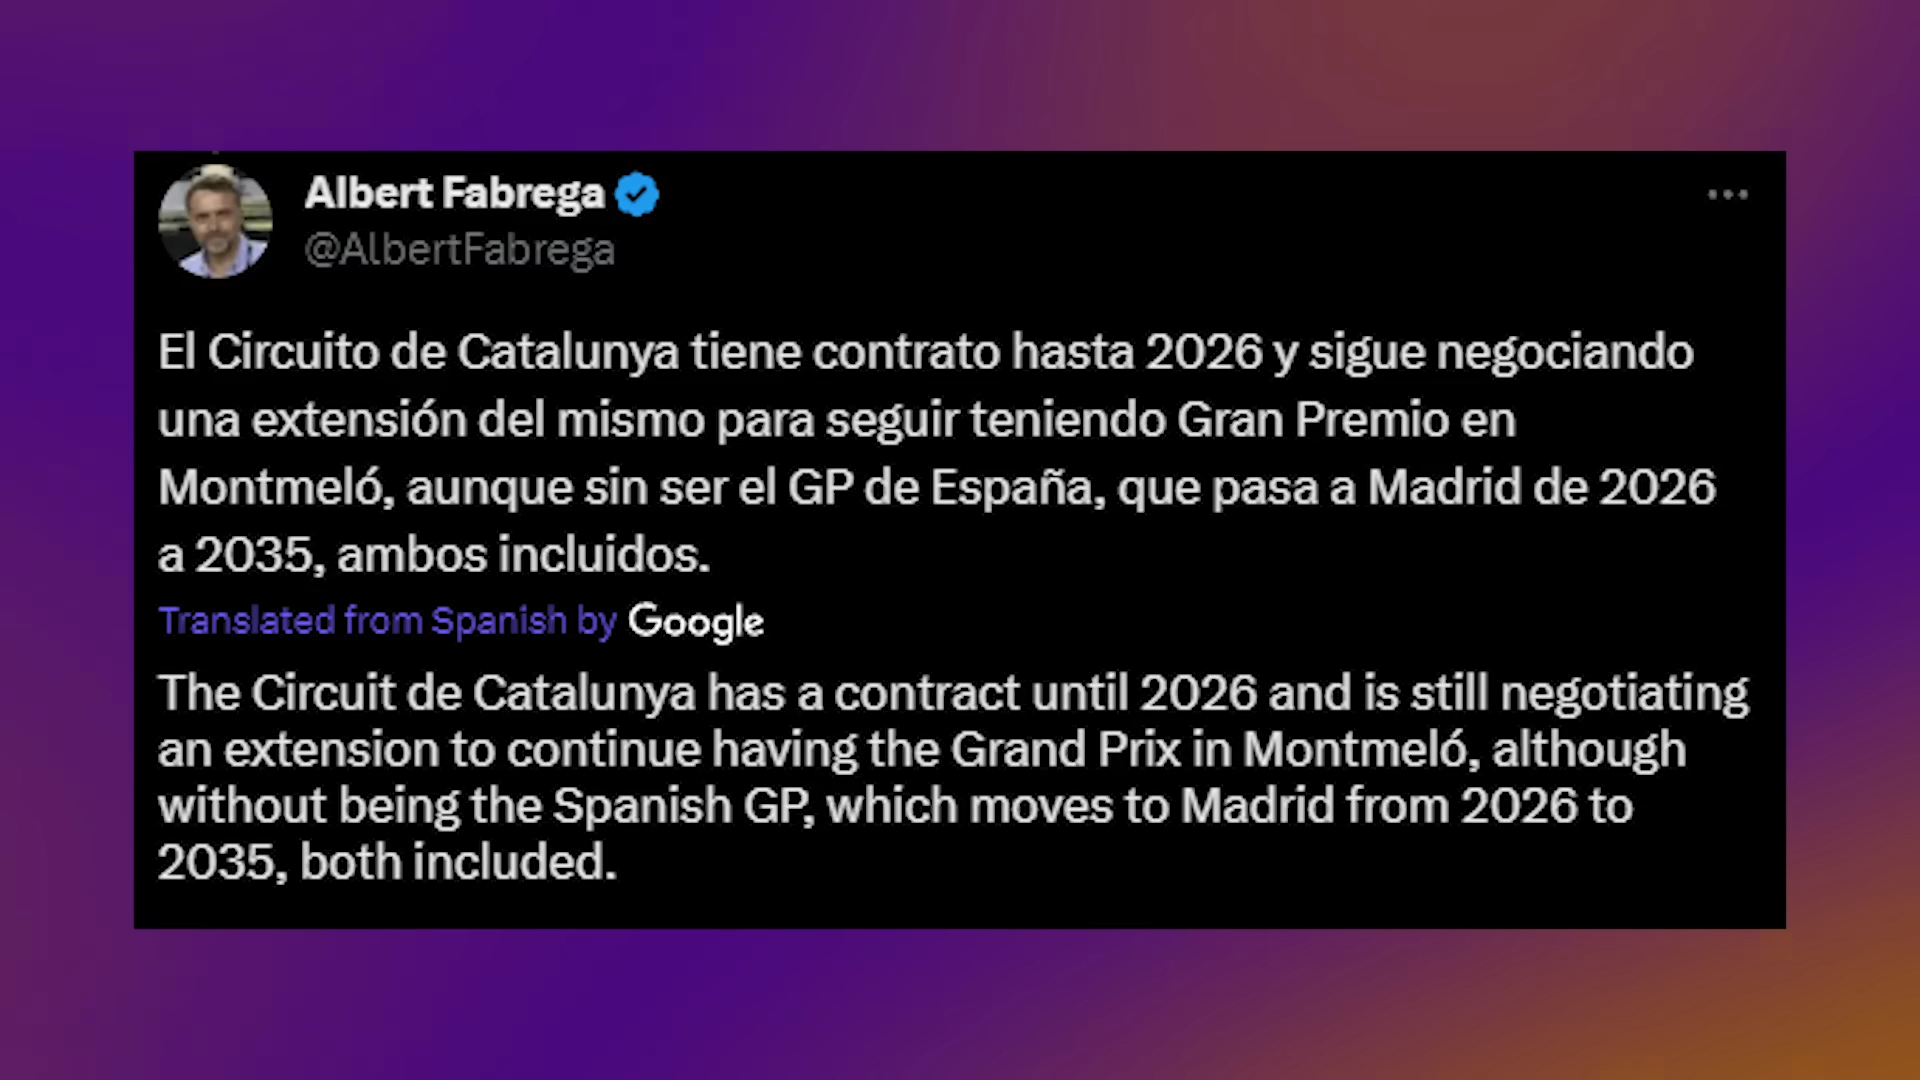 Albert Fabrega
@AlbertFabrega
El Circuito de Catalunya tiene contrato hasta 2026 y sigue negociando
una extensión del mismo para seguir teniendo Gran Premio en
Montmeló, aunque sin ser el GP de España, que pasa a Madrid de 2026
a 2035, ambos incluidos.
Translated from Spanish by Google
The Circuit de Catalunya has a contract until 2026 and is still negotiating
an extension to continue having the Grand Prix in Montmeló, although
without being the Spanish GP, which moves to Madrid from 2026 to
2035, both included.